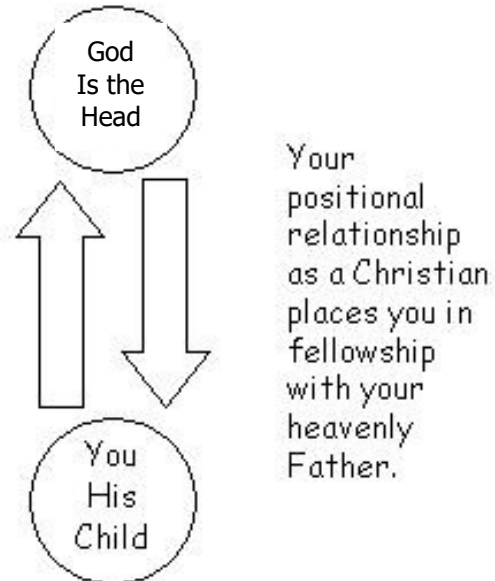 God
Is the
Head
Your
positional
relationship
as a Christian
places you in
fellowship
with your
heavenly
Father.
You
His
Child